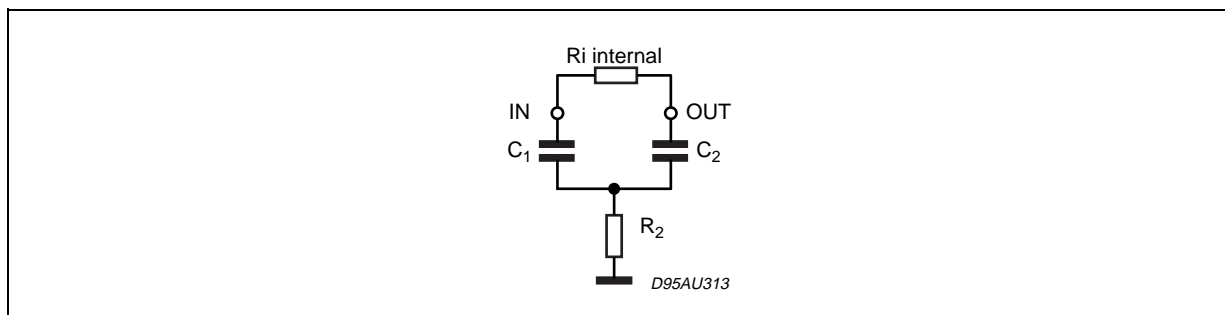 Ri internal
IN OUT
C1 C2
R2
D95AU313